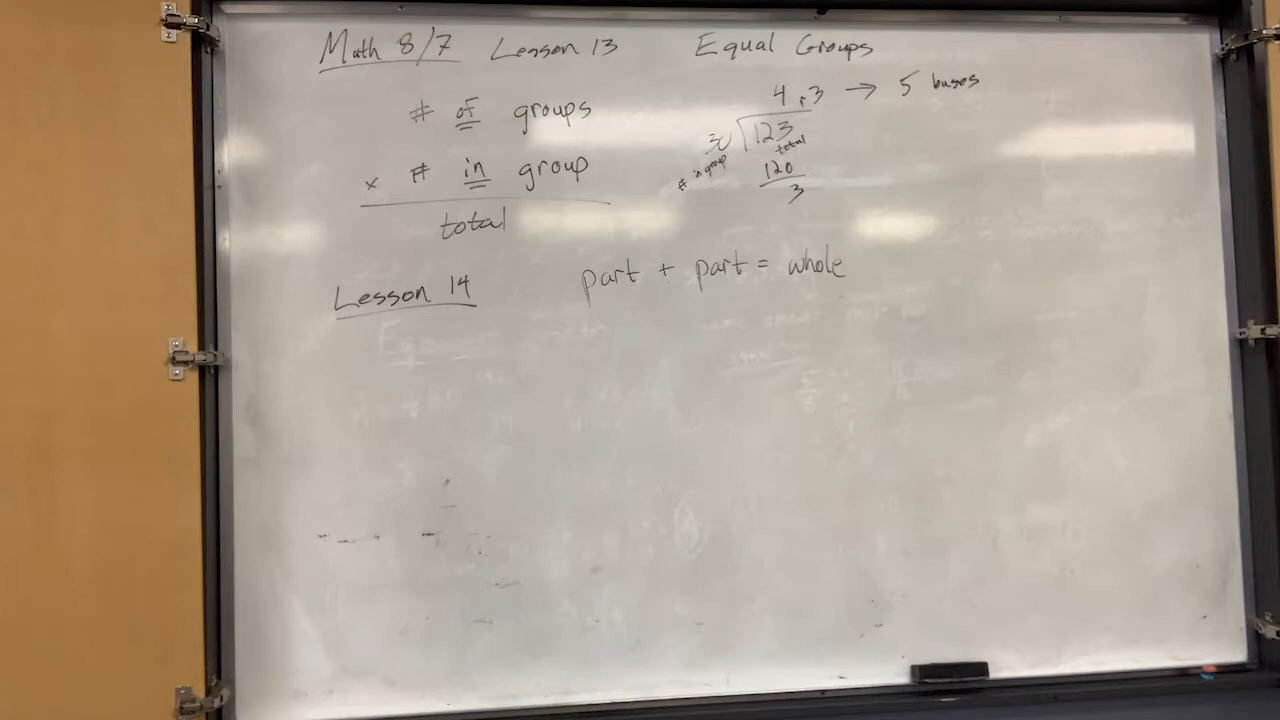 Math 8/7 Lesson 13 Equal Groups
# of groups
x # in group
total
4 r 3 → 5 buses
30 123
# in group total
120
3
Lesson 14 part + part = whole